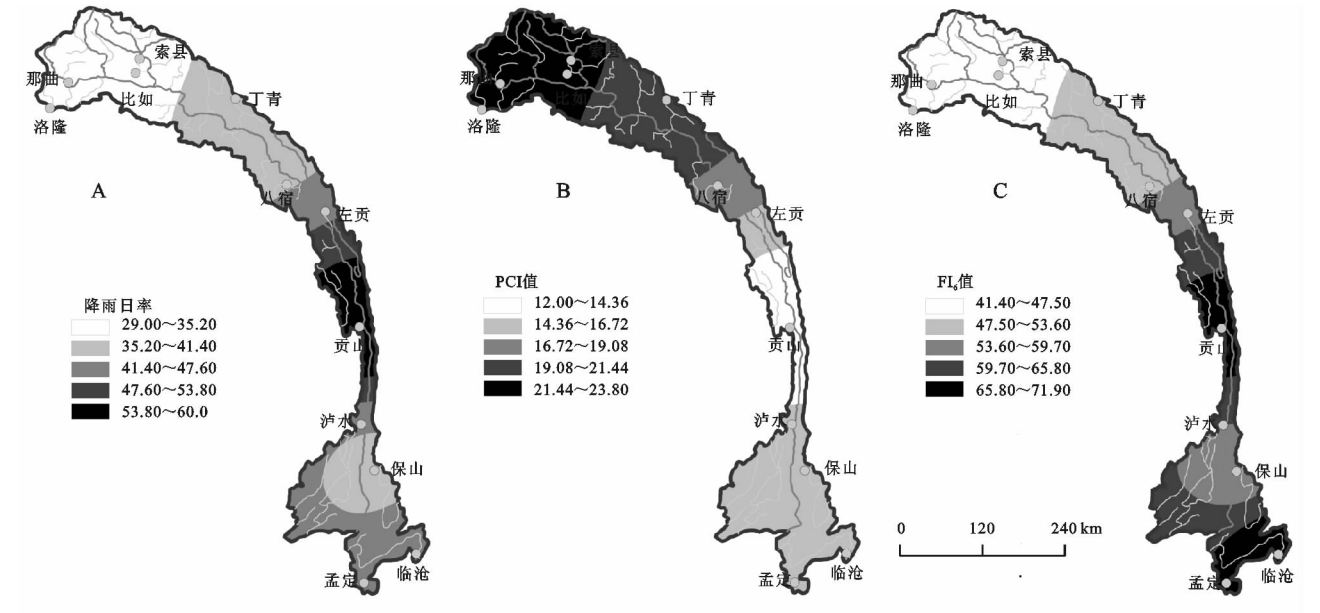 索县
那曲
比如
丁青
洛隆
A
八宿
左贡
降雨日率
29.00~35.20
35.20~41.40
41.40~47.60
47.60~53.80
53.80~60.0
贡山
泸水
保山
临沧
孟定
索县
那曲
比如
丁青
洛隆
B
八宿
左贡
PCI值
12.00~14.36
14.36~16.72
16.72~19.08
19.08~21.44
21.44~23.80
贡山
泸水
保山
临沧
孟定
索县
那曲
比如
丁青
洛隆
C
八宿
左贡
FI₆值
41.40~47.50
47.50~53.60
53.60~59.70
59.70~65.80
65.80~71.90
贡山
泸水
保山
0 120 240 km
临沧
孟定